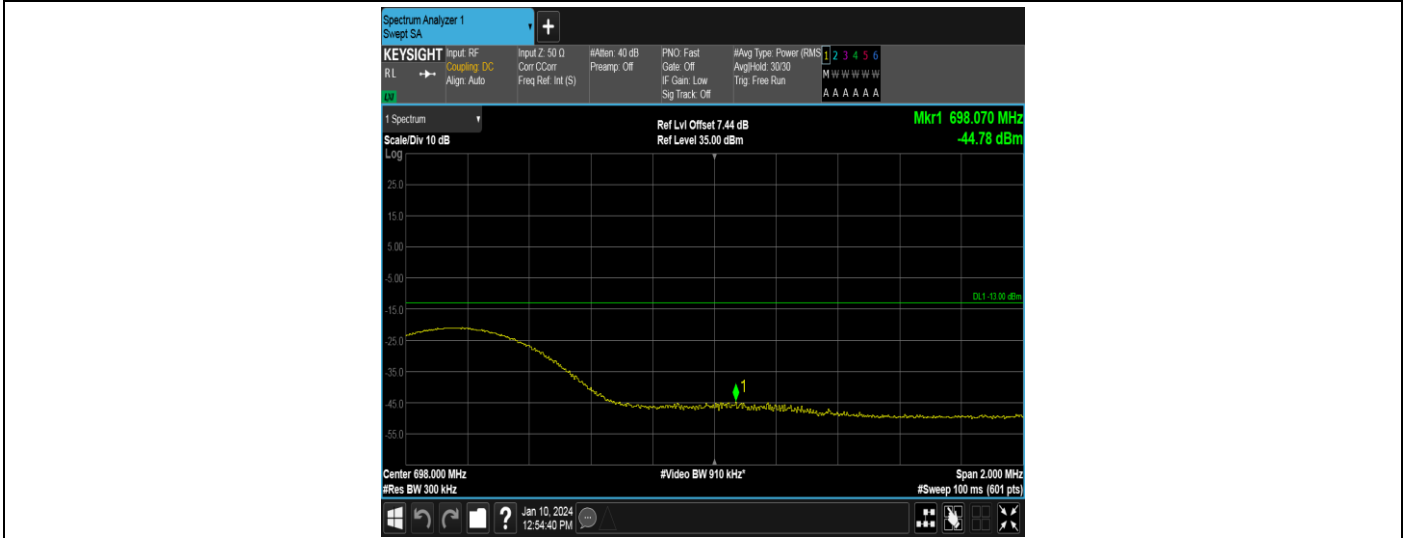 Spectrum Analyzer 1
Swept SA
+
KEYSIGHT
RL
Input: RF
Coupling: DC
Align: Auto
Input Z: 50 Ω
Corr CCorr
Freq Ref: Int (S)
#Atten: 40 dB
Preamp: Off
PNO: Fast
Gate: Off
IF Gain: Low
Sig Track: Off
#Avg Type: Power (RMS
Avg|Hold: 30/30
Trig: Free Run
1 2 3 4 5 6
M W W W W W
A A A A A A
1 Spectrum
Scale/Div 10 dB
Ref Lvl Offset 7.44 dB
Ref Level 35.00 dBm
Mkr1 698.070 MHz
-44.78 dBm
Log
25.0
15.0
5.00
-5.00
DL1 -13.00 dBm
-15.0
-25.0
-35.0
1
-45.0
-55.0
Center 698.000 MHz
#Video BW 910 kHz*
Span 2.000 MHz
#Res BW 300 kHz
#Sweep 100 ms (601 pts)
?
Jan 10, 2024
12:54:40 PM